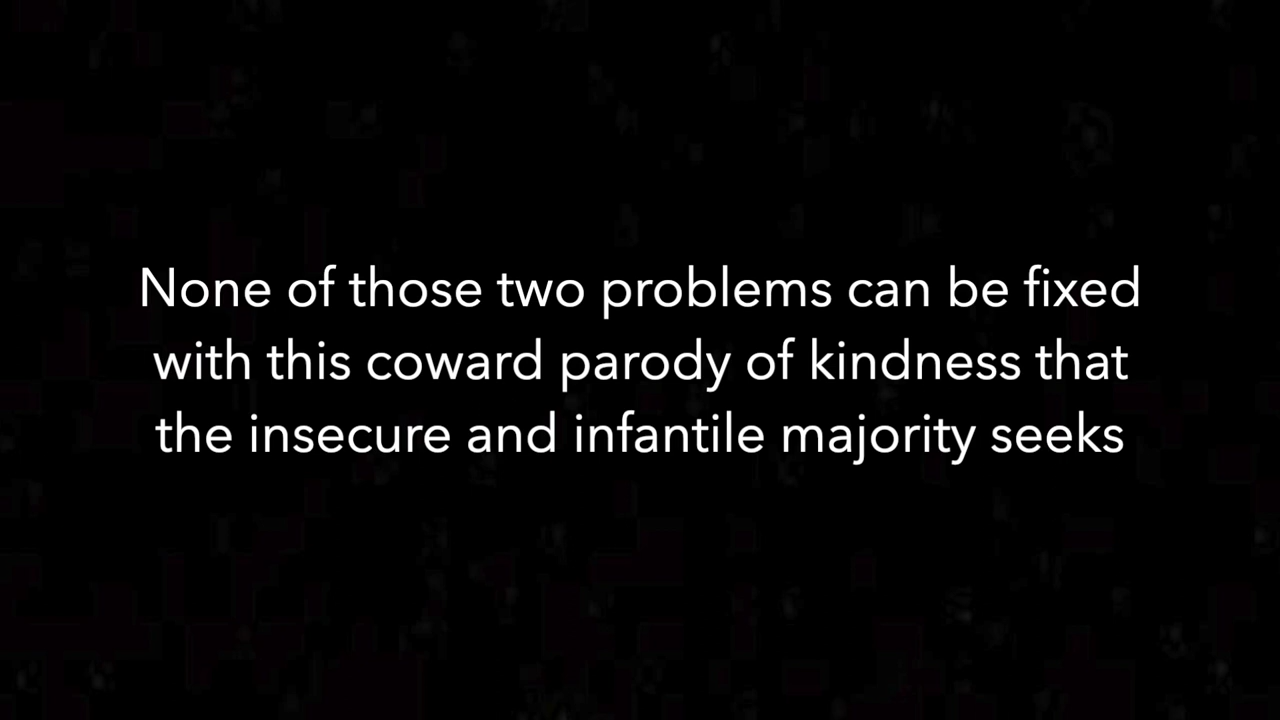 None of those two problems can be fixed
with this coward parody of kindness that
the insecure and infantile majority seeks